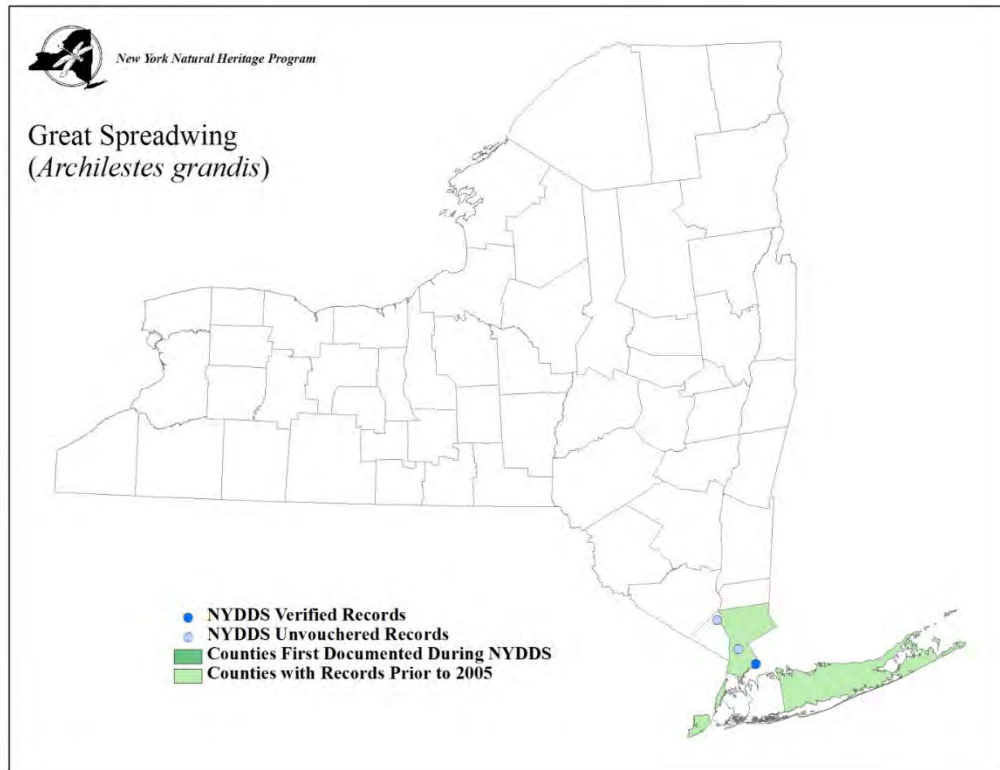 New York Natural Heritage Program
Great Spreadwing
(Archilestes grandis)
NYDDS Verified Records
NYDDS Unvouchered Records
Counties First Documented During NYDDS
Counties with Records Prior to 2005